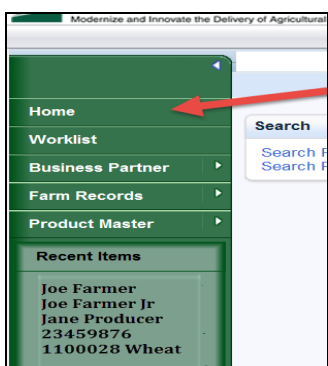 Modernize and Innovate the Delivery of Agricultural
Home
Worklist
Business Partner
Farm Records
Product Master
Search
Search
Search
Recent Items
Joe Farmer
Joe Farmer Jr
Jane Producer
23459876
1100028 Wheat